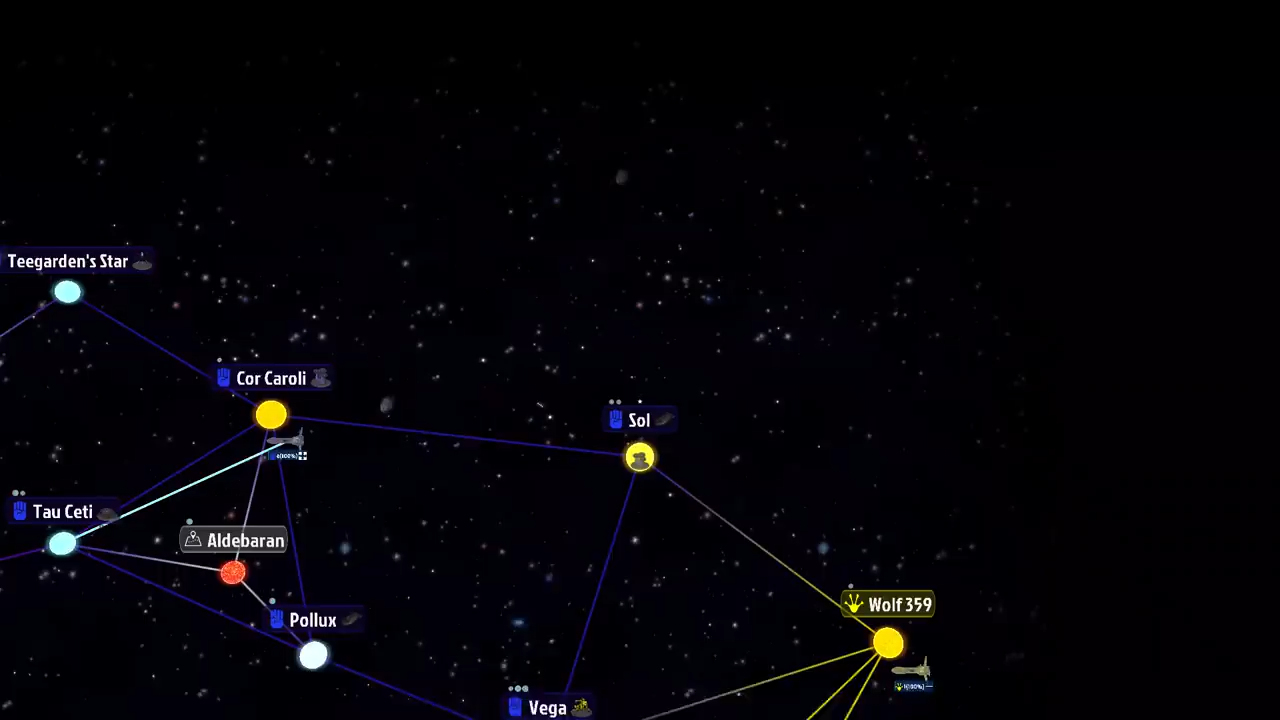 Teegarden's Star
Cor Caroli
Sol
Tau Ceti
Aldebaran
Wolf 359
Pollux
Vega